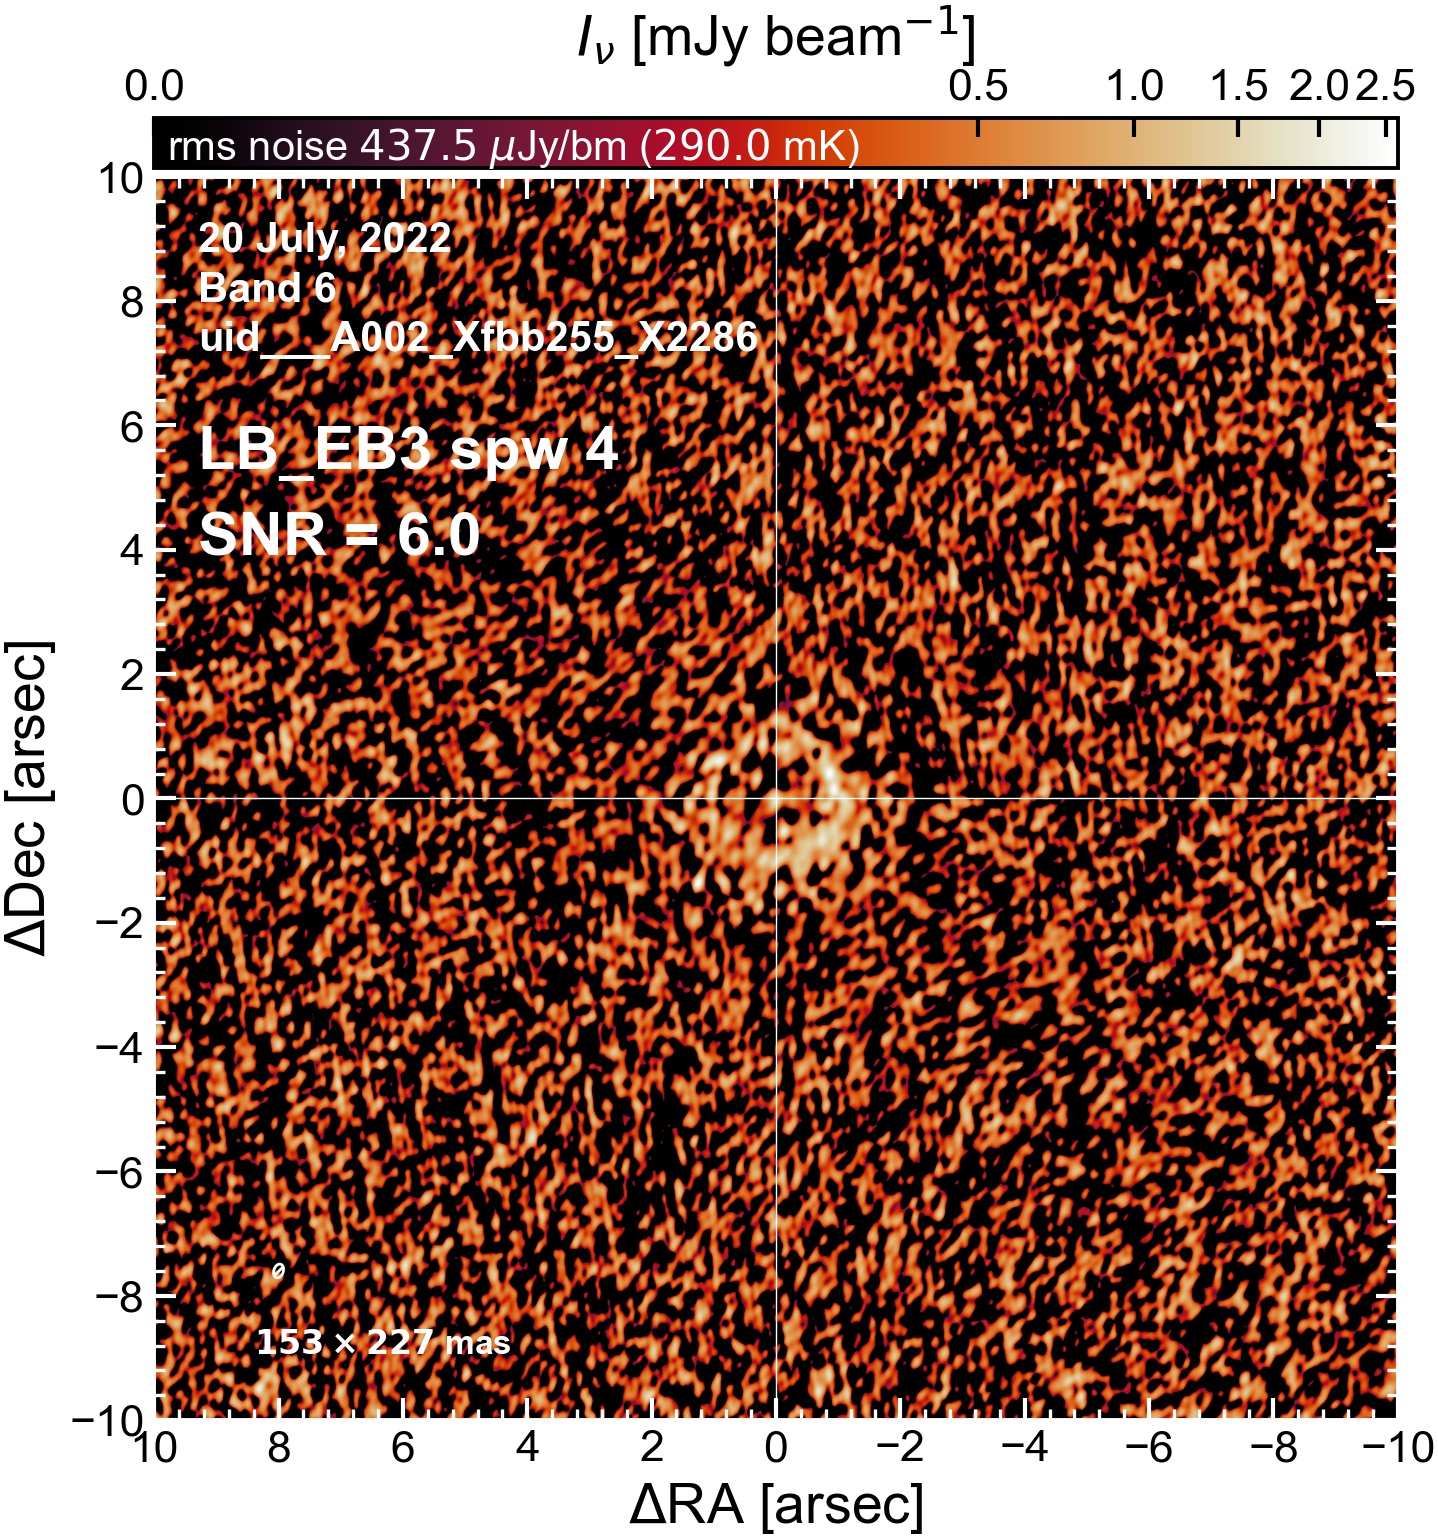 I_ν [mJy beam⁻¹]
0.0 0.5 1.0 1.5 2.0 2.5
rms noise 437.5 μJy/bm (290.0 mK)
20 July, 2022
Band 6
uid___A002_Xfbb255_X2286
LB_EB3 spw 4
SNR = 6.0
10
8
6
4
2
0
−2
−4
−6
−8
−10
ΔDec [arsec]
153 × 227 mas
10 8 6 4 2 0 −2 −4 −6 −8 −10
ΔRA [arsec]